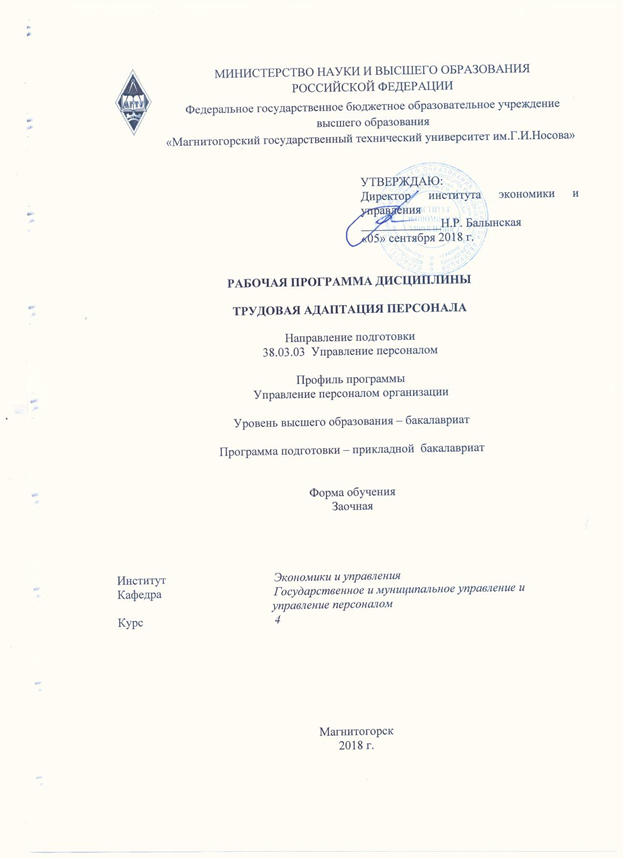 МИНИСТЕРСТВО НАУКИ И ВЫСШЕГО ОБРАЗОВАНИЯ
РОССИЙСКОЙ ФЕДЕРАЦИИ
Федеральное государственное бюджетное образовательное учреждение
высшего образования
«Магнитогорский государственный технический университет им.Г.И.Носова»
МГТУ
УТВЕРЖДАЮ:
Директор института экономики и
управления
Н.Р. Балынская
«05» сентября 2018 г.
РАБОЧАЯ ПРОГРАММА ДИСЦИПЛИНЫ
ТРУДОВАЯ АДАПТАЦИЯ ПЕРСОНАЛА
Направление подготовки
38.03.03 Управление персоналом
Профиль программы
Управление персоналом организации
Уровень высшего образования – бакалавриат
Программа подготовки – прикладной бакалавриат
Форма обучения
Заочная
Институт Экономики и управления
Кафедра Государственное и муниципальное управление и
управление персоналом
Курс 4
Магнитогорск
2018 г.